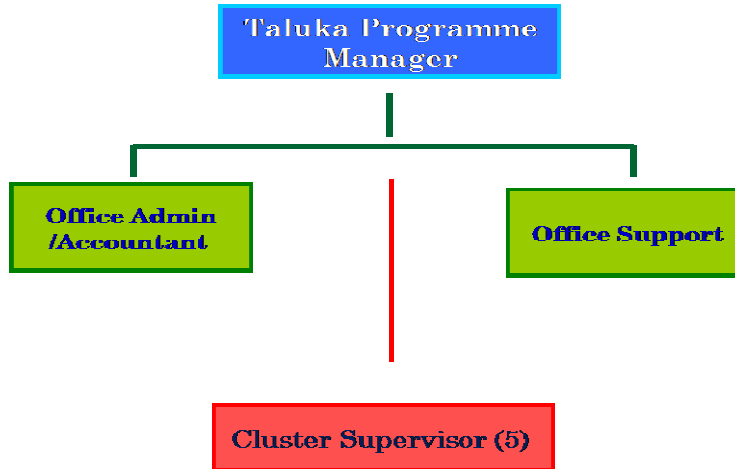 Taluka Programme
Manager
Office Admin
/Accountant
Office Support
Cluster Supervisor (5)